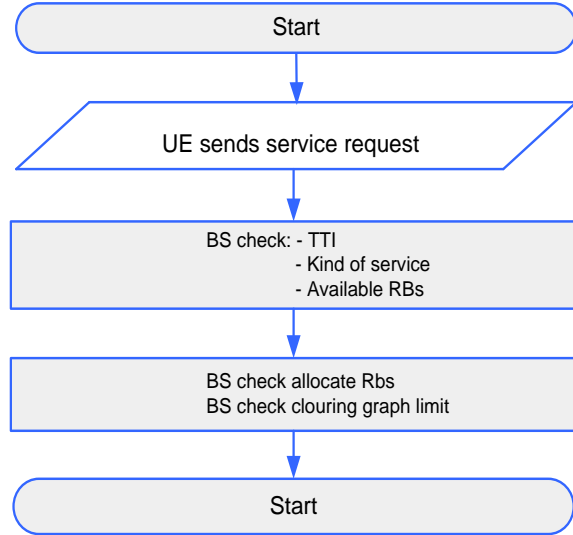 Start
UE sends service request
BS check: - TTI
- Kind of service
- Available RBs
BS check allocate Rbs
BS check clouring graph limit
Start